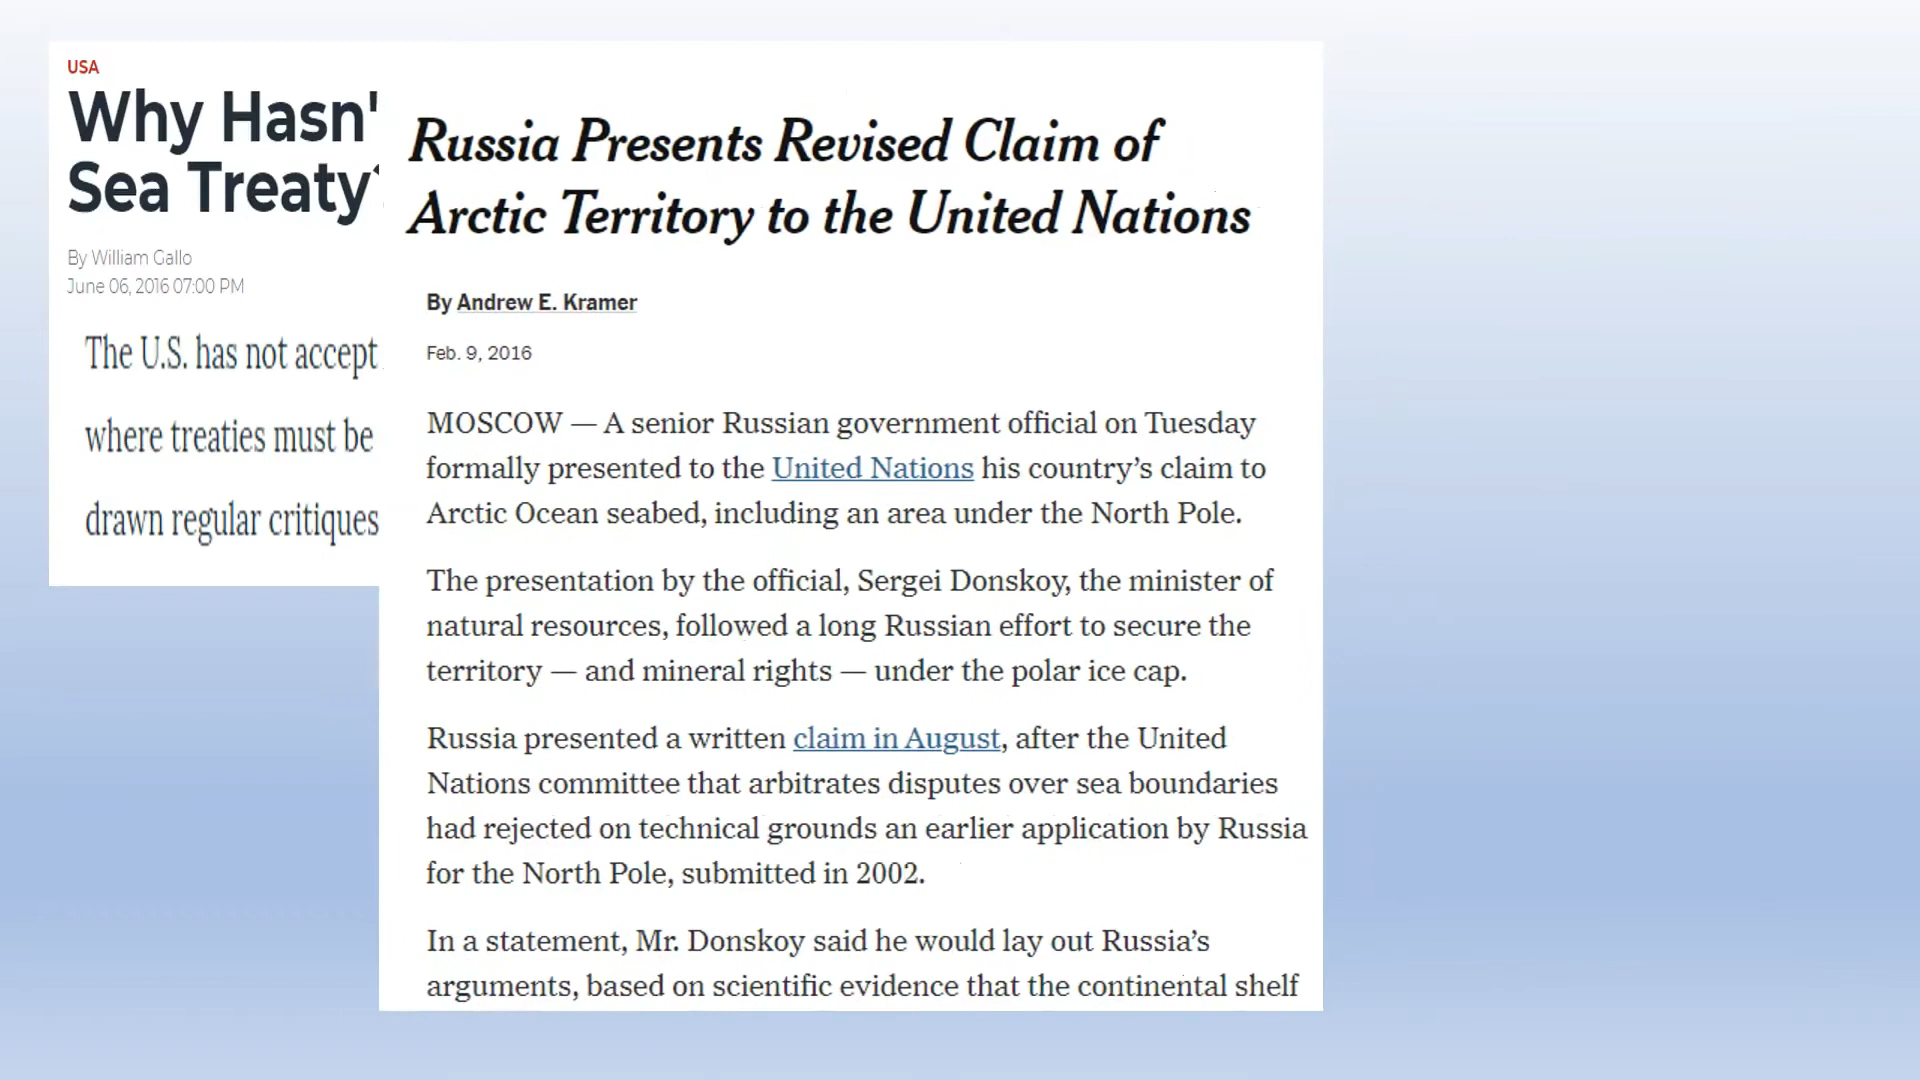 USA
Why Hasn'
Sea Treaty
By William Gallo
June 06, 2016 07:00 PM
The U.S. has not accept
where treaties must be
drawn regular critiques
Russia Presents Revised Claim of
Arctic Territory to the United Nations
By Andrew E. Kramer
Feb. 9, 2016
MOSCOW — A senior Russian government official on Tuesday
formally presented to the United Nations his country’s claim to
Arctic Ocean seabed, including an area under the North Pole.
The presentation by the official, Sergei Donskoy, the minister of
natural resources, followed a long Russian effort to secure the
territory — and mineral rights — under the polar ice cap.
Russia presented a written claim in August, after the United
Nations committee that arbitrates disputes over sea boundaries
had rejected on technical grounds an earlier application by Russia
for the North Pole, submitted in 2002.
In a statement, Mr. Donskoy said he would lay out Russia’s
arguments, based on scientific evidence that the continental shelf